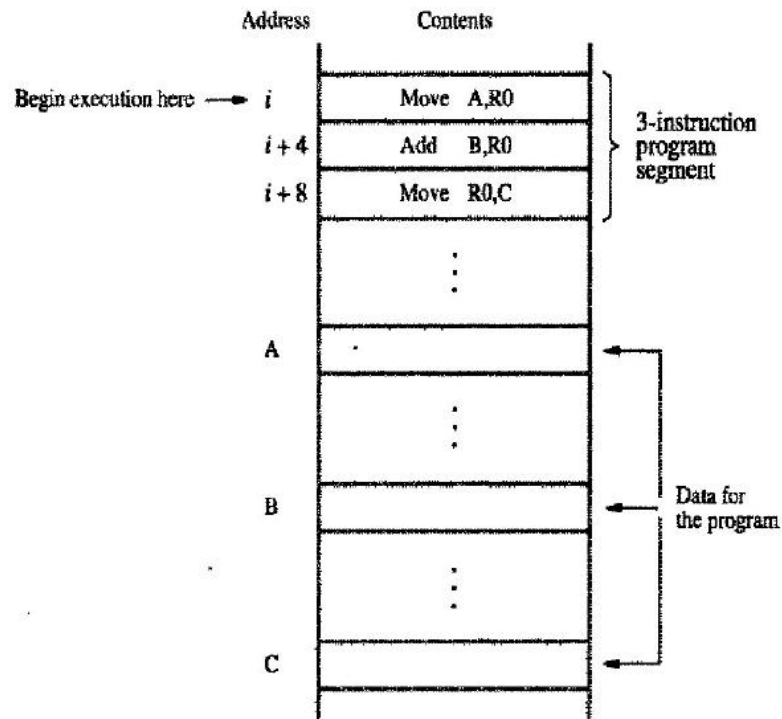 Address Contents
Begin execution here i Move A,R0
i + 4 Add B,R0
i + 8 Move R0,C
3-instruction
program
segment
A
B
Data for
the program
C